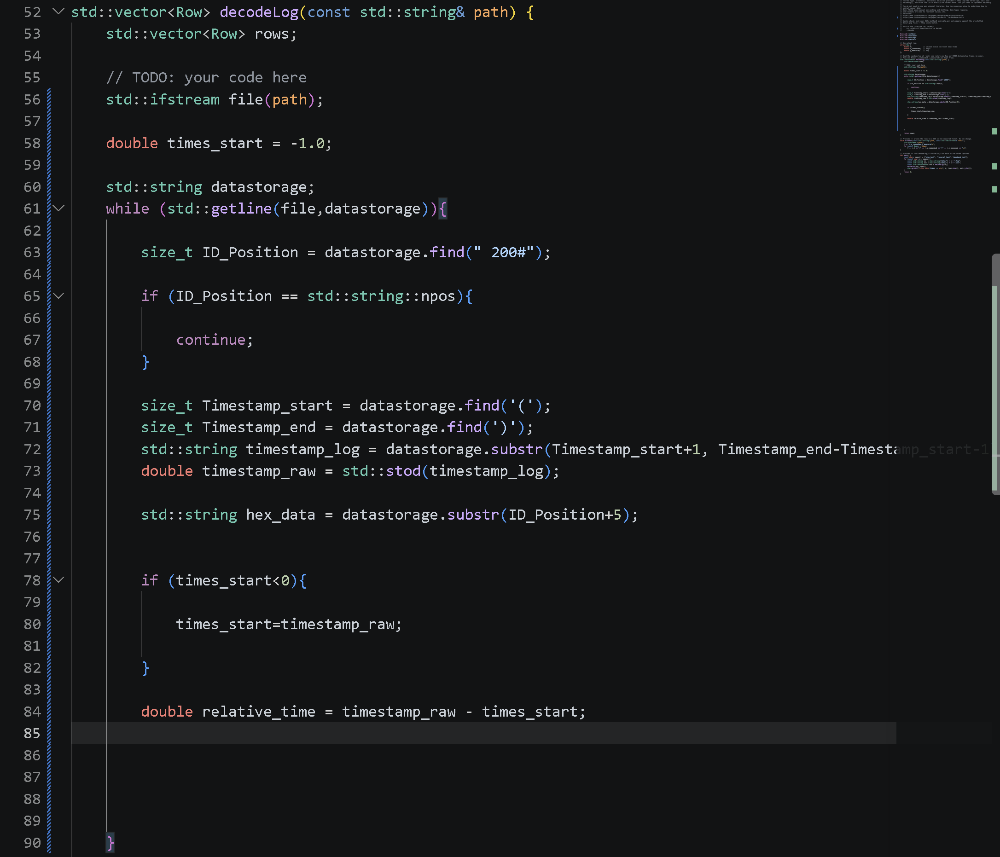 52 std::vector<Row> decodeLog(const std::string& path) {
53 std::vector<Row> rows;
54
55 // TODO: your code here
56 std::ifstream file(path);
57
58 double times_start = -1.0;
59
60 std::string datastorage;
61 while (std::getline(file,datastorage)){
62
63 size_t ID_Position = datastorage.find(" 200#");
64
65 if (ID_Position == std::string::npos){
66
67 continue;
68 }
69
70 size_t Timestamp_start = datastorage.find('(');
71 size_t Timestamp_end = datastorage.find(')');
72 std::string timestamp_log = datastorage.substr(Timestamp_start+1, Timestamp_end-Timestamp_start-1
73 double timestamp_raw = std::stod(timestamp_log);
74
75 std::string hex_data = datastorage.substr(ID_Position+5);
76
77
78 if (times_start<0){
79
80 times_start=timestamp_raw;
81
82 }
83
84 double relative_time = timestamp_raw - times_start;
85
86
87
88
89
90 }